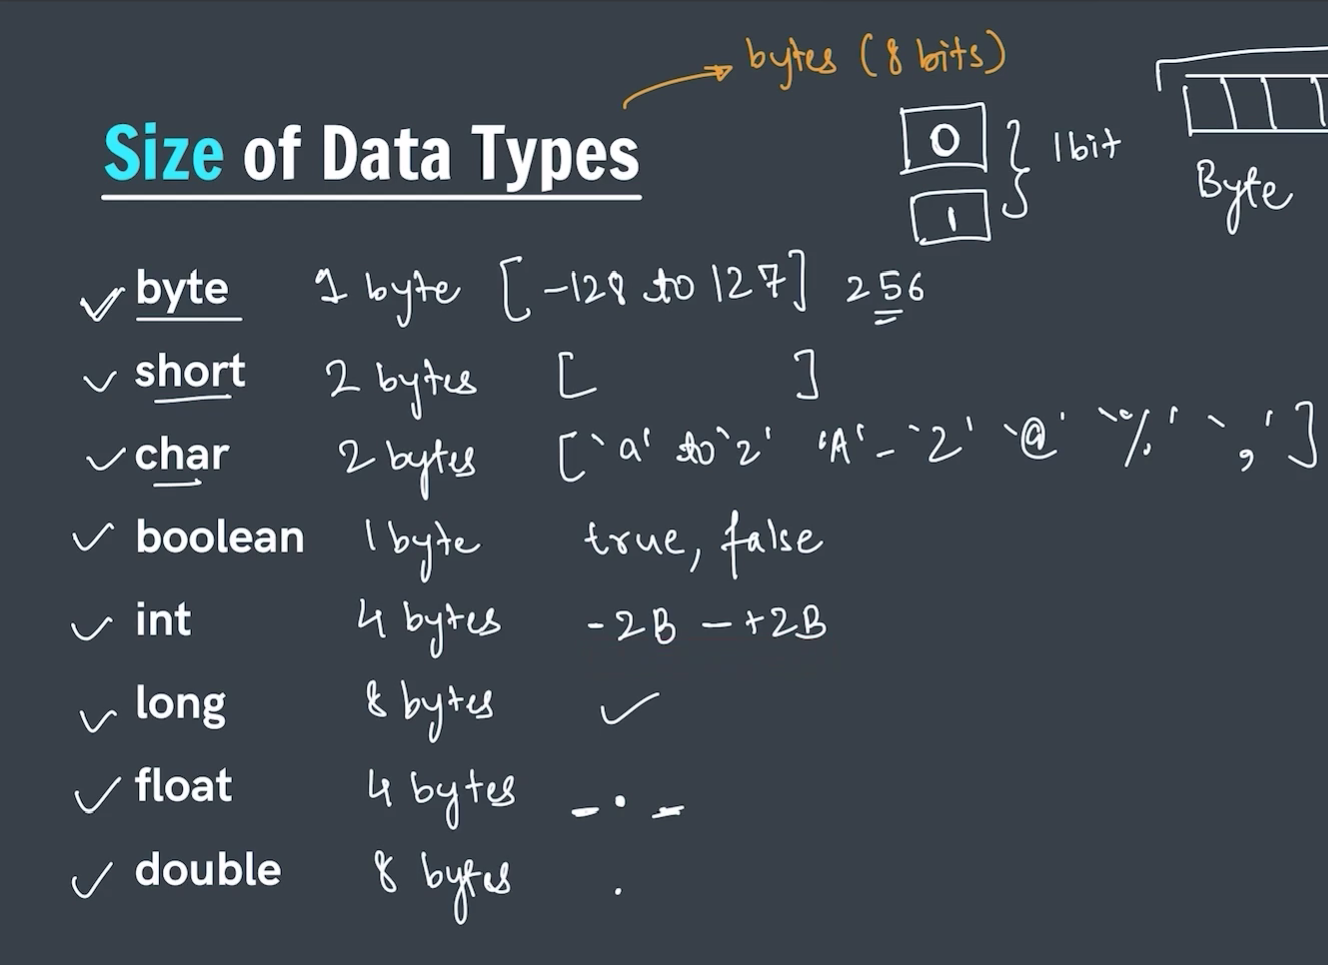 bytes (8 bits)
Size of Data Types
0
1
1 bit
Byte
byte 1 byte [-128 to 127] 256
short 2 bytes [ ]
char 2 bytes ['a' to 'z' 'A' - 'Z' '@' '%' ',']
boolean 1 byte true, false
int 4 bytes -2B – +2B
long 8 bytes
float 4 bytes _._
double 8 bytes .